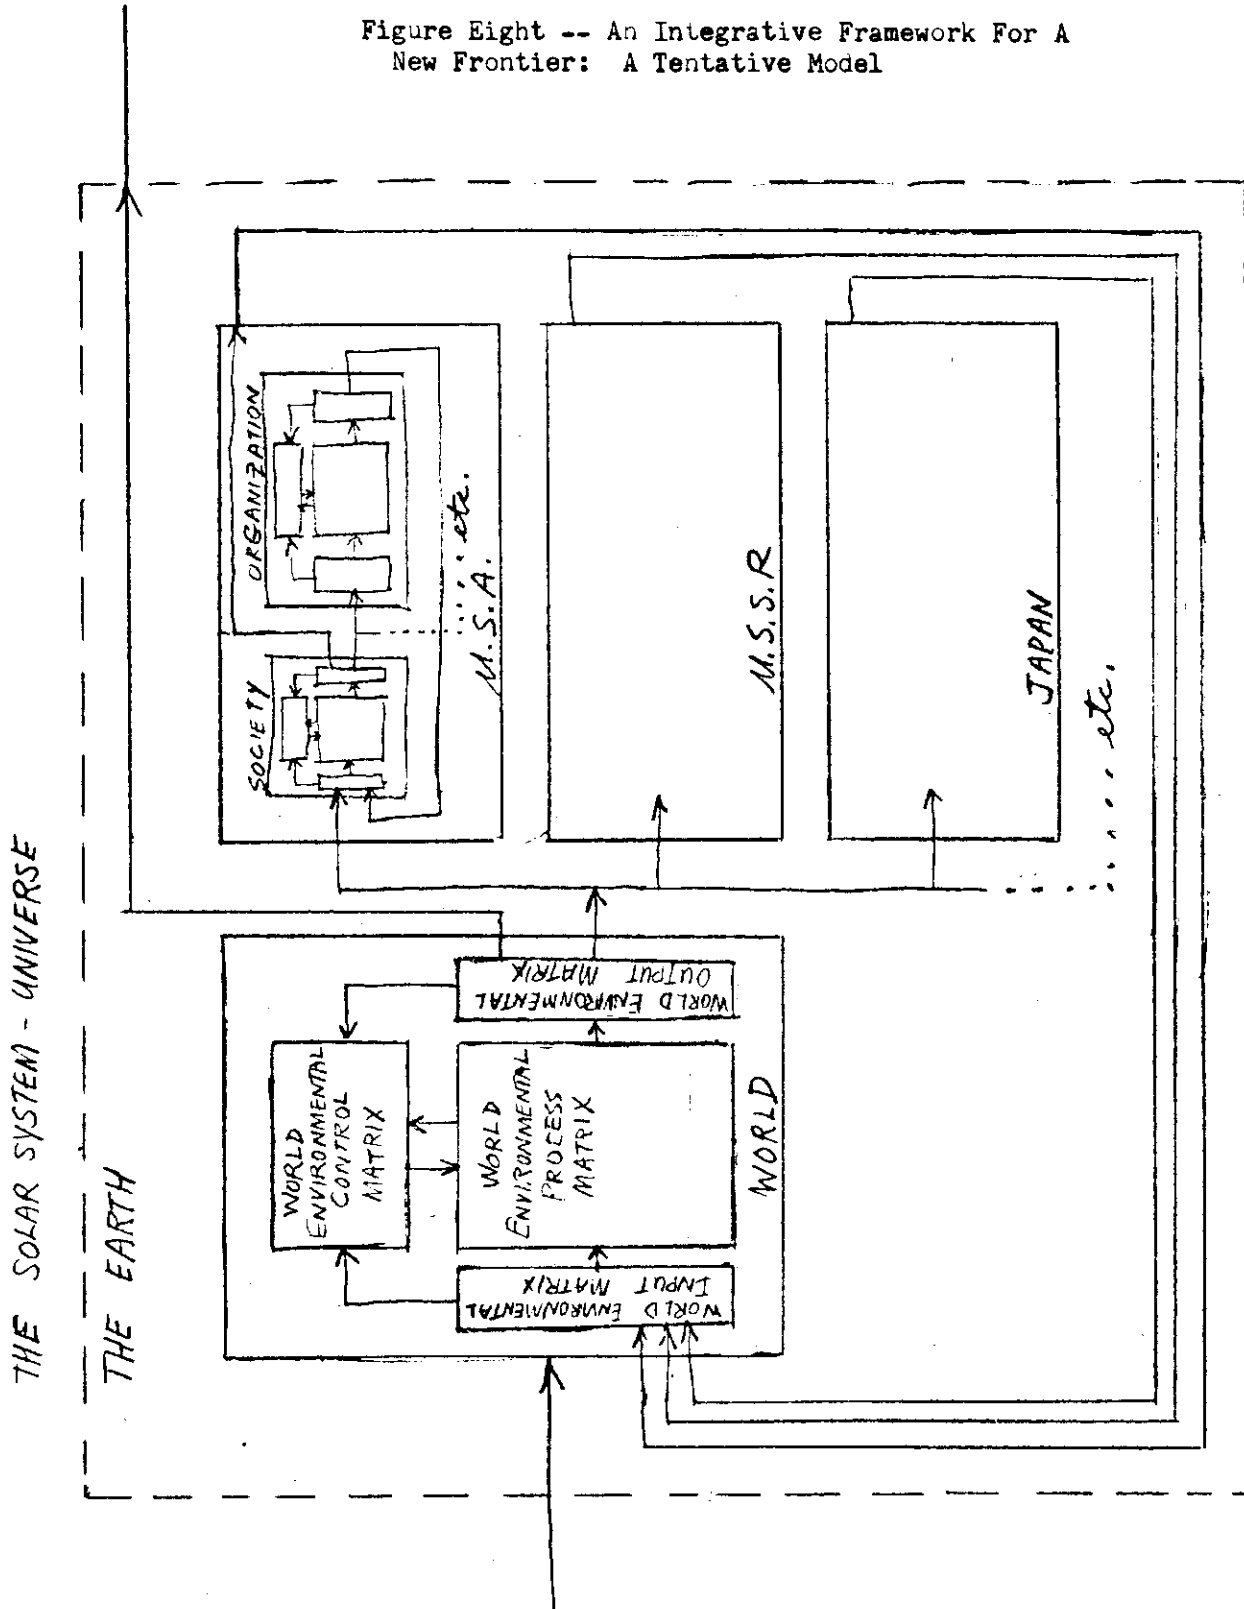 Figure Eight -- An Integrative Framework For A
New Frontier: A Tentative Model
THE SOLAR SYSTEM - UNIVERSE
THE EARTH
WORLD
ENVIRONMENTAL
CONTROL
MATRIX
WORLD ENVIRONMENTAL
INPUT MATRIX
WORLD
ENVIRONMENTAL
PROCESS
MATRIX
WORLD ENVIRONMENTAL
OUTPUT MATRIX
WORLD
SOCIETY
ORGANIZATION
..... etc.
U.S.A.
U.S.S.R
JAPAN
..... etc.